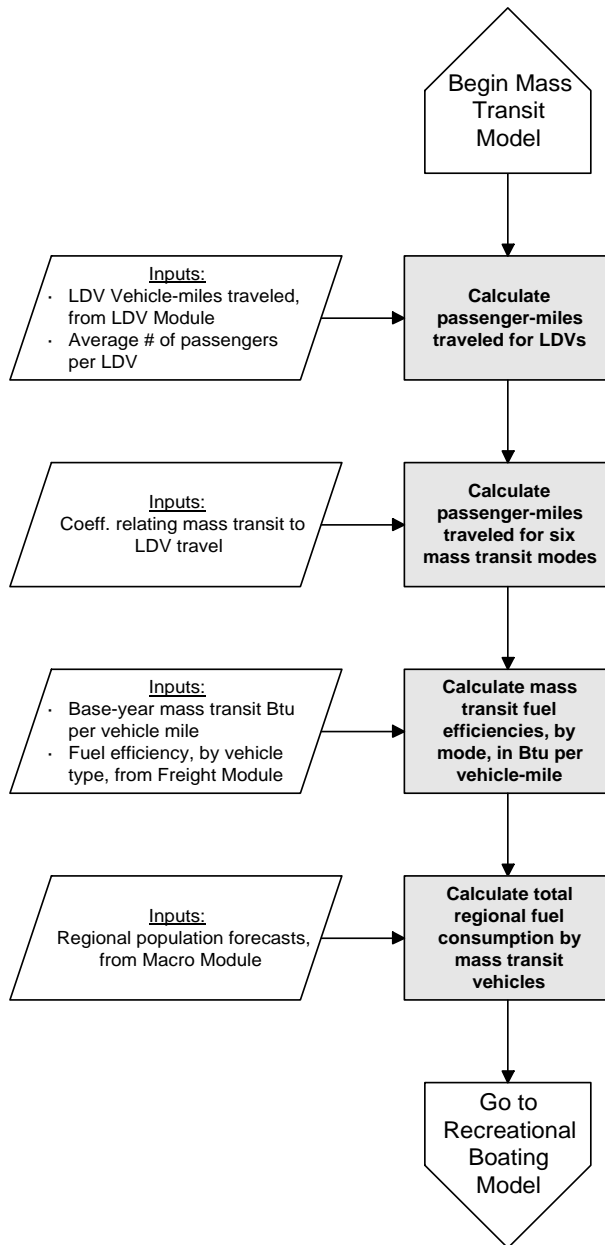 Begin Mass
Transit
Model
Inputs:
· LDV Vehicle-miles traveled,
from LDV Module
· Average # of passengers
per LDV
Calculate
passenger-miles
traveled for LDVs
Inputs:
Coeff. relating mass transit to
LDV travel
Calculate
passenger-miles
traveled for six
mass transit modes
Inputs:
· Base-year mass transit Btu
per vehicle mile
· Fuel efficiency, by vehicle
type, from Freight Module
Calculate mass
transit fuel
efficiencies, by
mode, in Btu per
vehicle-mile
Inputs:
Regional population forecasts,
from Macro Module
Calculate total
regional fuel
consumption by
mass transit
vehicles
Go to
Recreational
Boating
Model